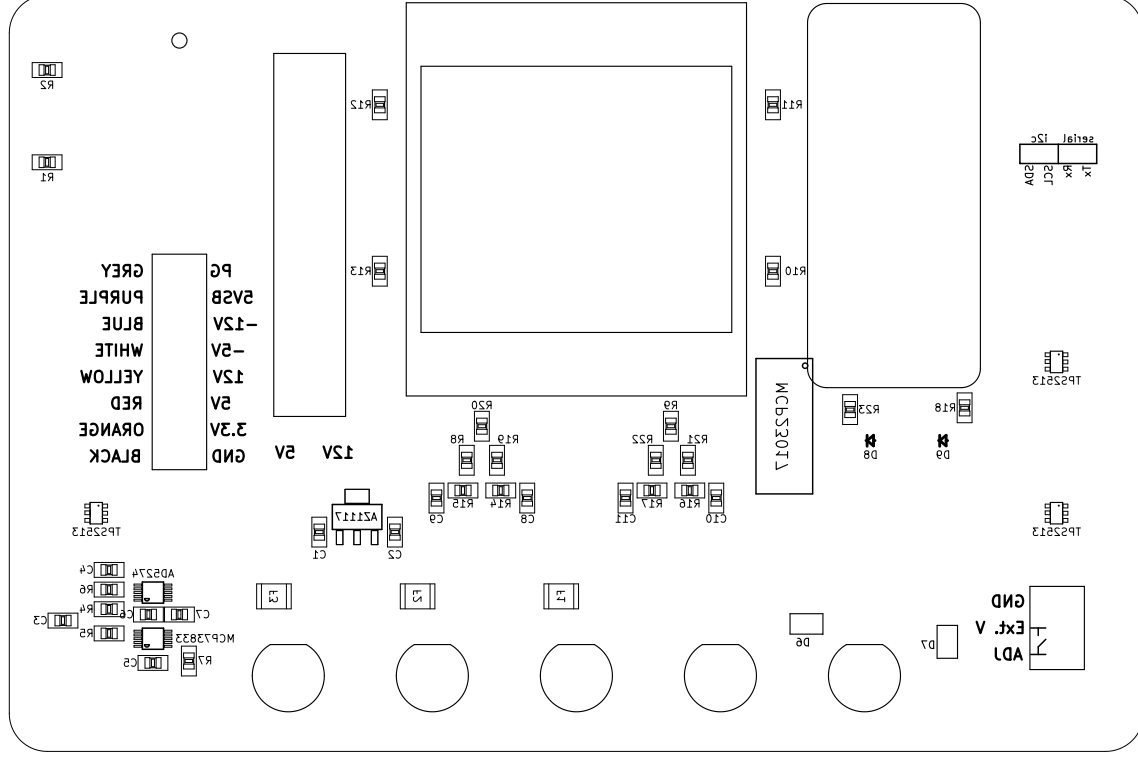 R2
R12
R11
i2c serial
SDA SCL Rx Tx
R1
GREY PG
PURPLE 5VSB
BLUE -12V
WHITE -5V
YELLOW 12V
RED 5V
ORANGE 3.3V
BLACK GND
R13
R10
5V 12V
MCP23017
TPS2513
R20
R9
R8 R19
R22 R21
R23
R18
D8
D9
C9 R15 R14 C8
C11 R17 R16 C10
AZ1117
C1
C2
TPS2513
TPS2513
C4
AD5274
R6
R4
C3
C6 C7
R5
MCP73833
C5
R7
F3
F2
F1
D6
D7
GND
Ext. V
ADJ